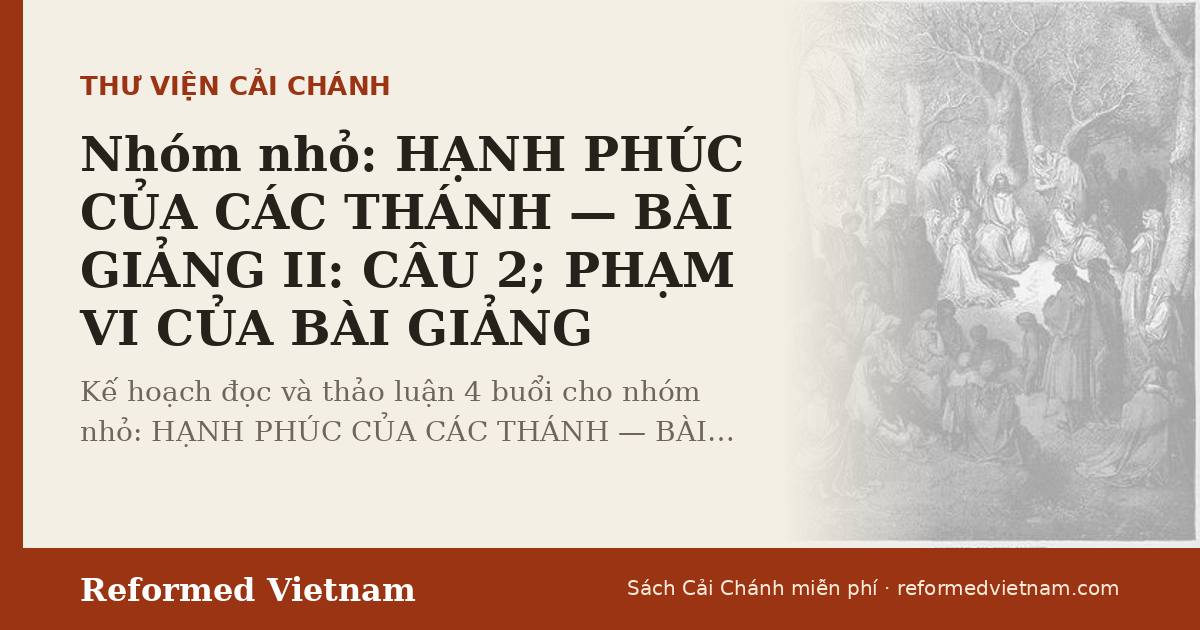 THƯ VIỆN CẢI CHÁNH
Nhóm nhỏ: HẠNH PHÚC
CỦA CÁC THÁNH — BÀI
GIẢNG II: CÂU 2; PHẠM
VI CỦA BÀI GIẢNG
Kế hoạch đọc và thảo luận 4 buổi cho nhóm
nhỏ: HẠNH PHÚC CỦA CÁC THÁNH — BÀI...
Reformed Vietnam
Sách Cải Chánh miễn phí · reformedvietnam.com